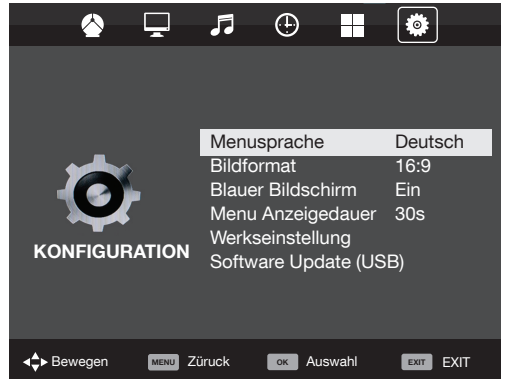 Menusprache Deutsch
Bildformat 16:9
Blauer Bildschirm Ein
Menu Anzeigedauer 30s
Werkseinstellung
Software Update (USB)
KONFIGURATION
Bewegen MENU Züruck OK Auswahl EXIT EXIT